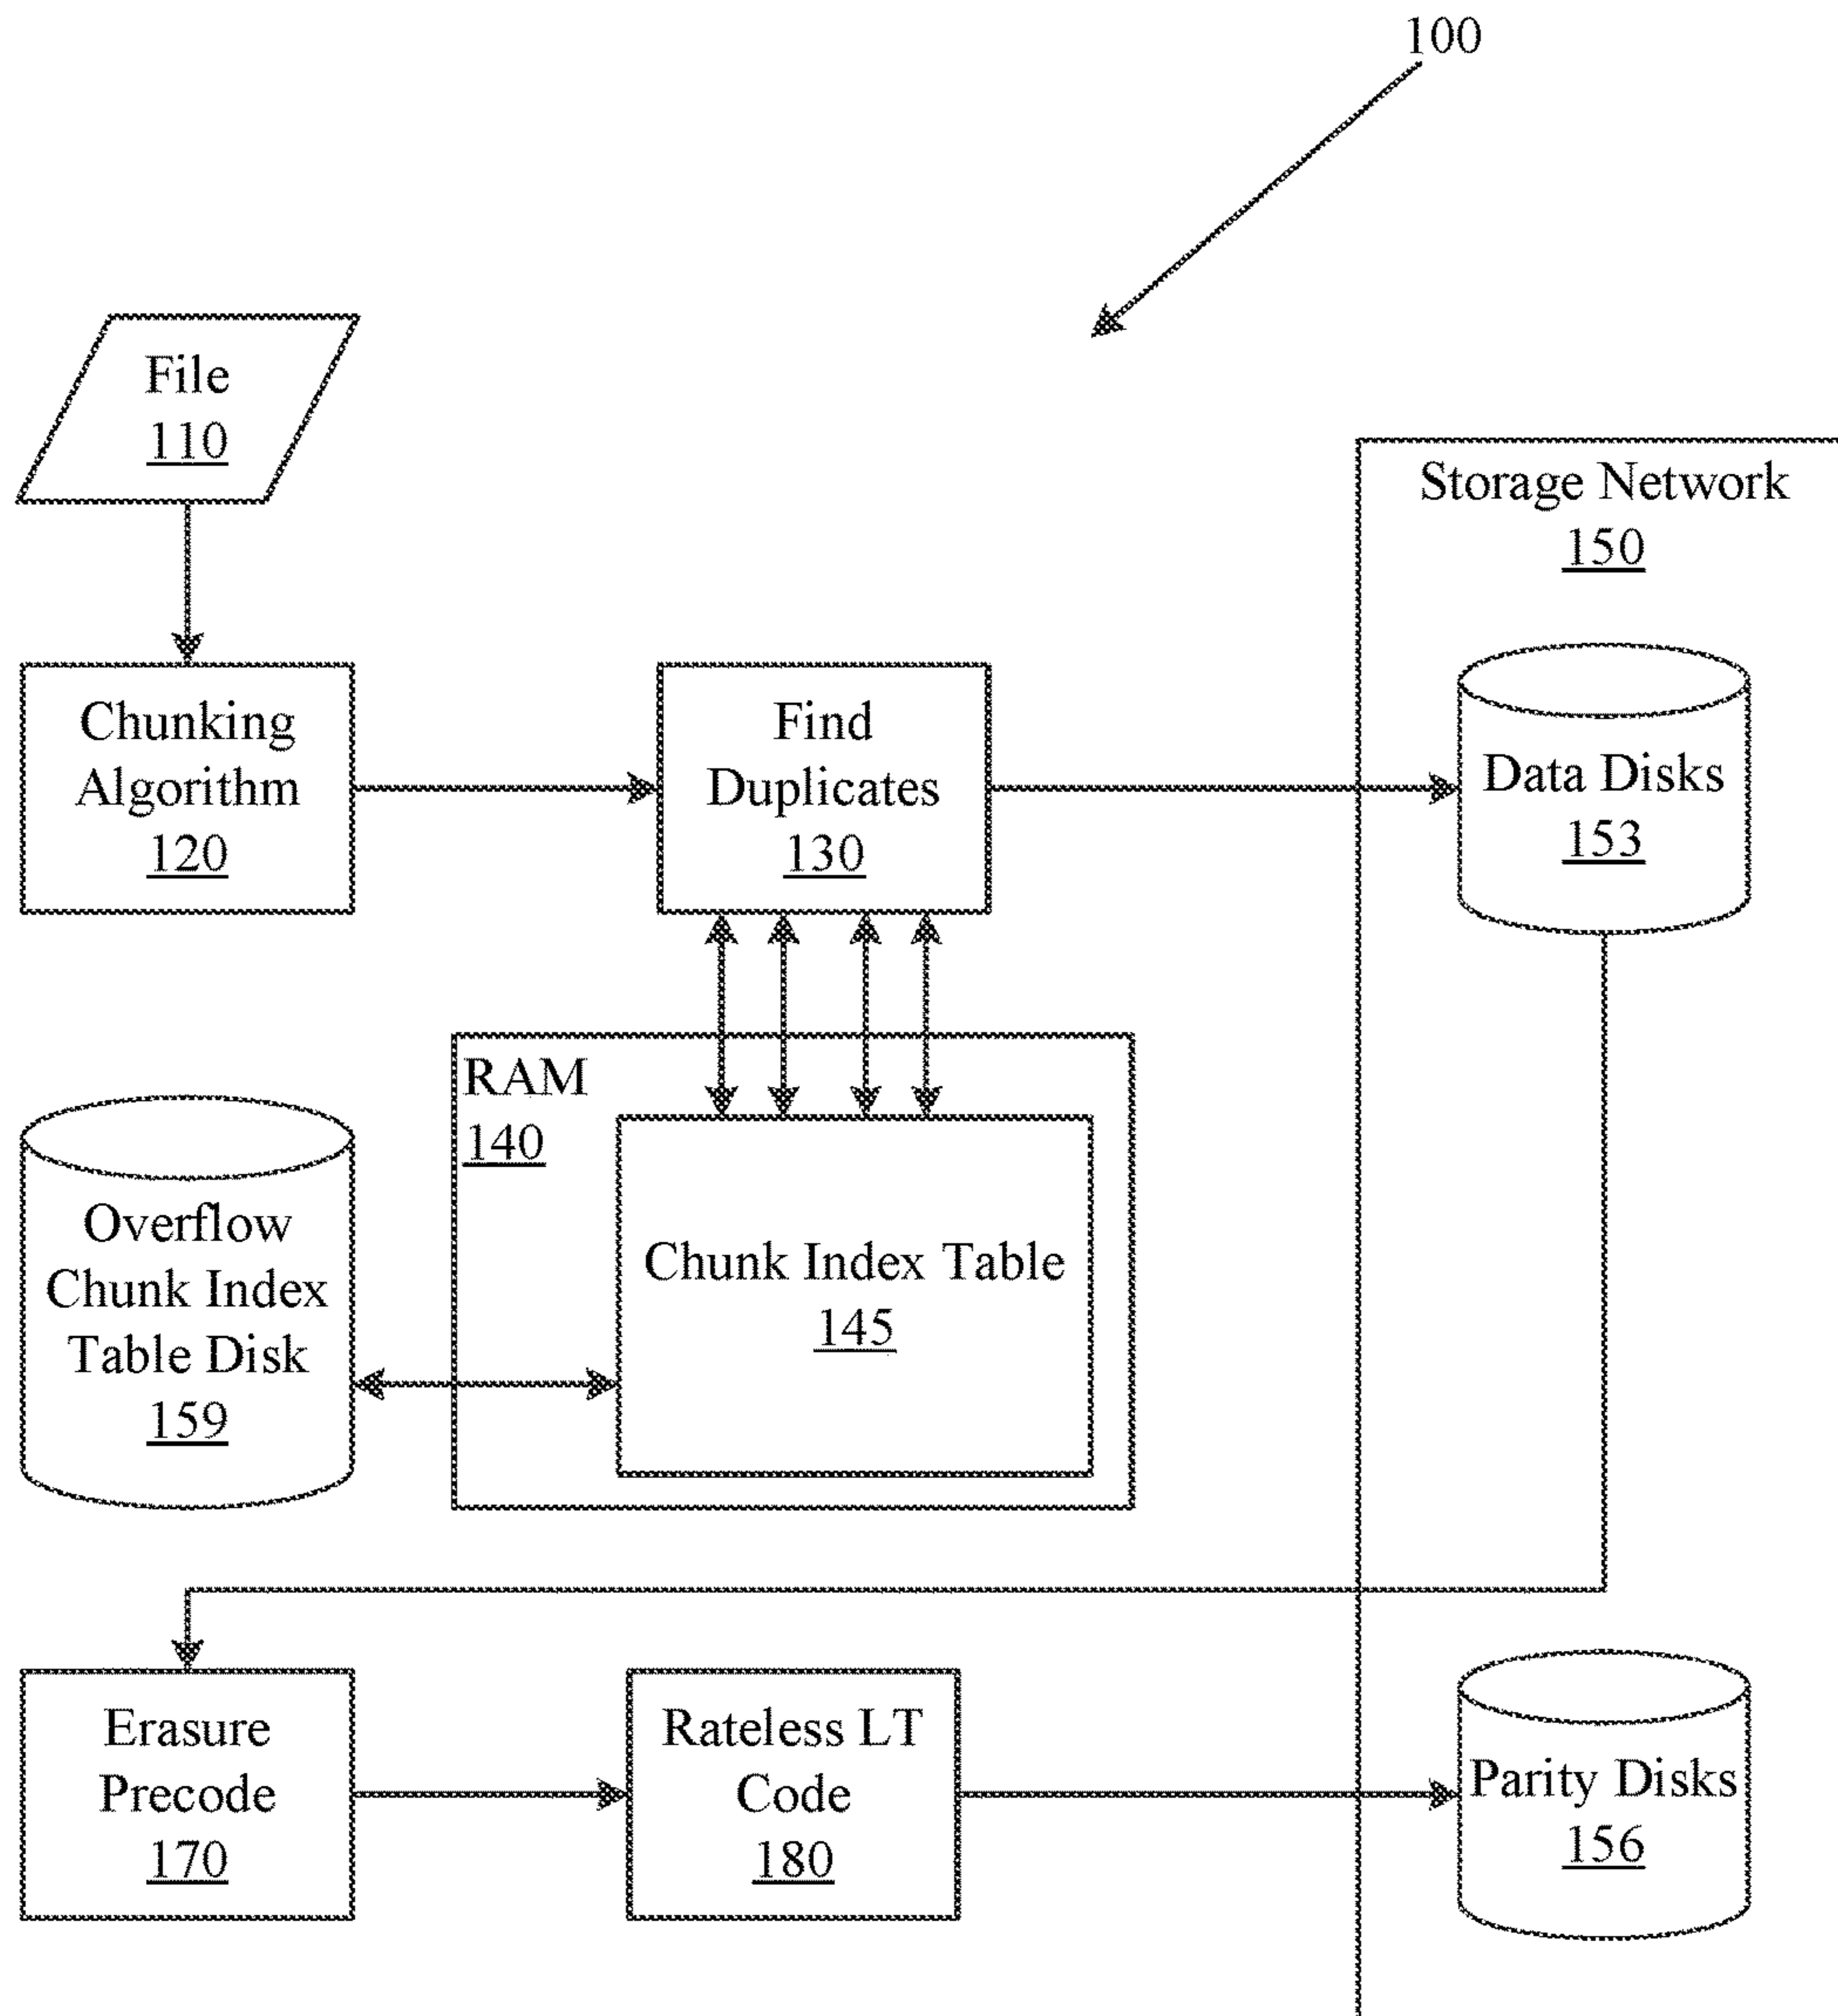 100
File
110
Storage Network
150
Chunking
Algorithm
120
Find
Duplicates
130
Data Disks
153
RAM
140
Overflow
Chunk Index
Table Disk
159
Chunk Index Table
145
Erasure
Precode
170
Rateless LT
Code
180
Parity Disks
156